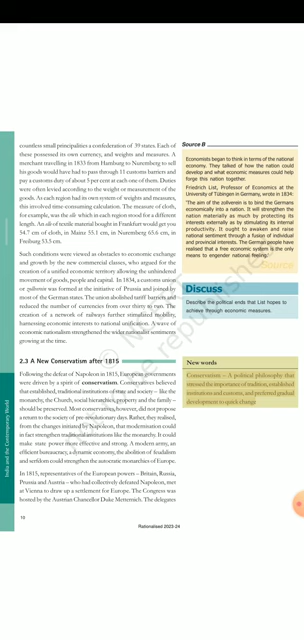 countless small principalities a confederation of 39 states. Each of
these possessed its own currency, and weights and measures. A
merchant travelling in 1833 from Hamburg to Nuremberg to sell
his goods would have had to pass through 11 customs barriers and
pay a customs duty of about 5 per cent at each one of them. Duties
were often levied according to the weight or measurement of the
goods. As each region had its own system of weights and measures,
this involved time-consuming calculation. The measure of cloth,
for example, was the elle which in each region stood for a different
length. An elle of textile material bought in Frankfurt would get you
54.7 cm of cloth, in Mainz 55.1 cm, in Nuremberg 65.6 cm, in
Freiburg 53.5 cm.
Such conditions were viewed as obstacles to economic exchange
and growth by the new commercial classes, who argued for the
creation of a unified economic territory allowing the unhindered
movement of goods, people and capital. In 1834, a customs union
or zollverein was formed at the initiative of Prussia and joined by
most of the German states. The union abolished tariff barriers and
reduced the number of currencies from over thirty to two. The
creation of a network of railways further stimulated mobility,
harnessing economic interests to national unification. A wave of
economic nationalism strengthened the wider nationalist sentiments
growing at the time.
2.3 A New Conservatism after 1815
Following the defeat of Napoleon in 1815, European governments
were driven by a spirit of conservatism. Conservatives believed
that established, traditional institutions of state and society – like the
monarchy, the Church, social hierarchies, property and the family –
should be preserved. Most conservatives, however, did not propose
a return to the society of pre-revolutionary days. Rather, they realised,
from the changes initiated by Napoleon, that modernisation could
in fact strengthen traditional institutions like the monarchy. It could
make state power more effective and strong. A modern army, an
efficient bureaucracy, a dynamic economy, the abolition of feudalism
and serfdom could strengthen the autocratic monarchies of Europe.
In 1815, representatives of the European powers – Britain, Russia,
Prussia and Austria – who had collectively defeated Napoleon, met
at Vienna to draw up a settlement for Europe. The Congress was
hosted by the Austrian Chancellor Duke Metternich. The delegates
Source B
Economists began to think in terms of the national
economy. They talked of how the nation could
develop and what economic measures could help
forge this nation together.
Friedrich List, Professor of Economics at the
University of Tübingen in Germany, wrote in 1834:
‘The aim of the zollverein is to bind the Germans
economically into a nation. It will strengthen the
nation materially as much by protecting its
interests externally as by stimulating its internal
productivity. It ought to awaken and raise
national sentiment through a fusion of individual
and provincial interests. The German people have
realised that a free economic system is the only
means to engender national feeling.’
Source
Discuss
Describe the political ends that List hopes to
achieve through economic measures.
New words
Conservatism – A political philosophy that
stressed the importance of tradition, established
institutions and customs, and preferred gradual
development to quick change
India and the Contemporary World
10
Rationalised 2023-24